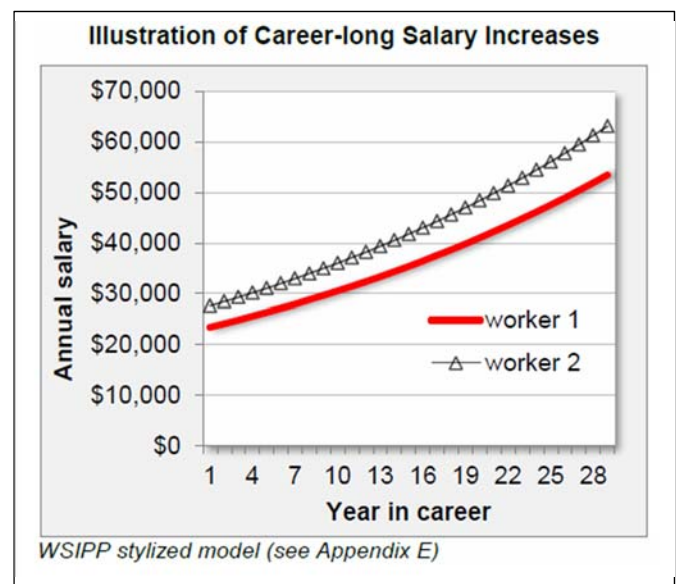 Illustration of Career-long Salary Increases
$70,000
$60,000
$50,000
$40,000
$30,000
$20,000
$10,000
$0
Annual salary
worker 1
worker 2
1 4 7 10 13 16 19 22 25 28
Year in career
WSIPP stylized model (see Appendix E)